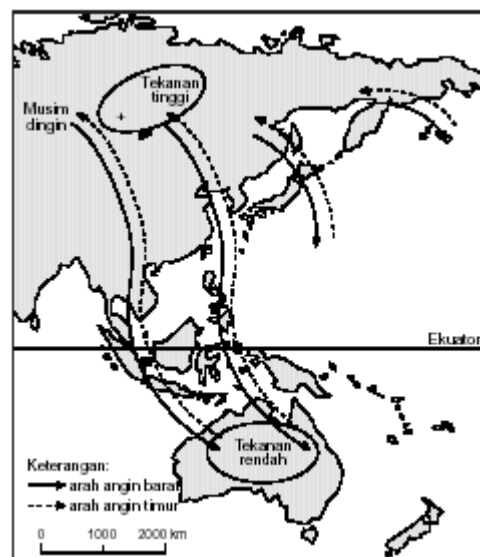 Tekanan
tinggi
Musim
dingin
Ekuator
Tekanan
rendah
Keterangan:
arah angin barat
arah angin timur
0 1000 2000 km